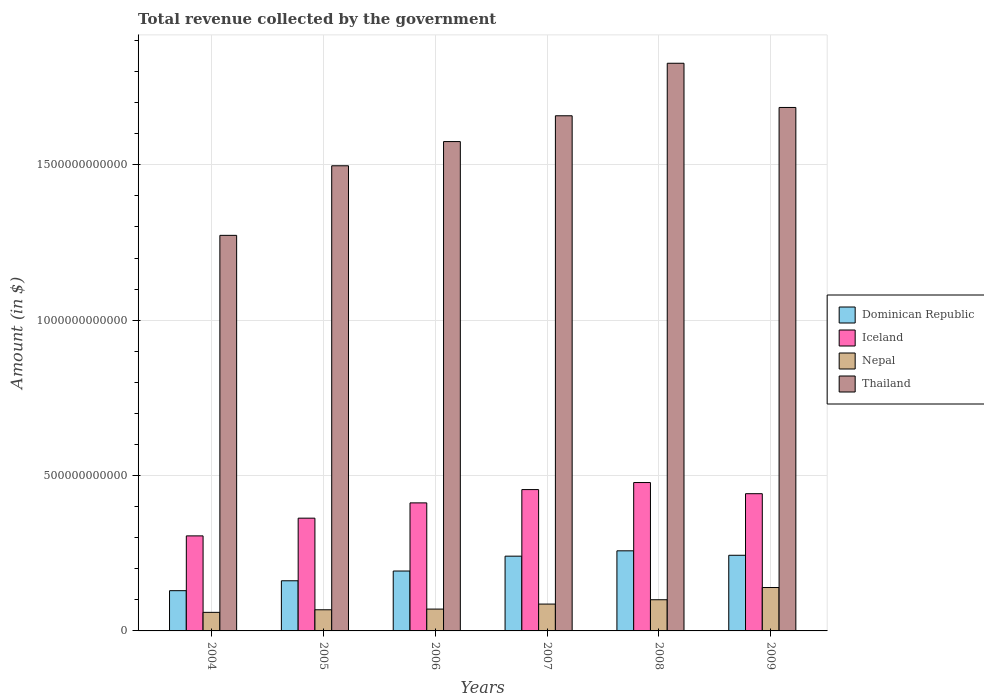 Total revenue collected by the government
Amount (in $)
1500000000000
1000000000000
500000000000
0
2004
2005
2006
2007
2008
2009
Years
Dominican Republic
Iceland
Nepal
Thailand